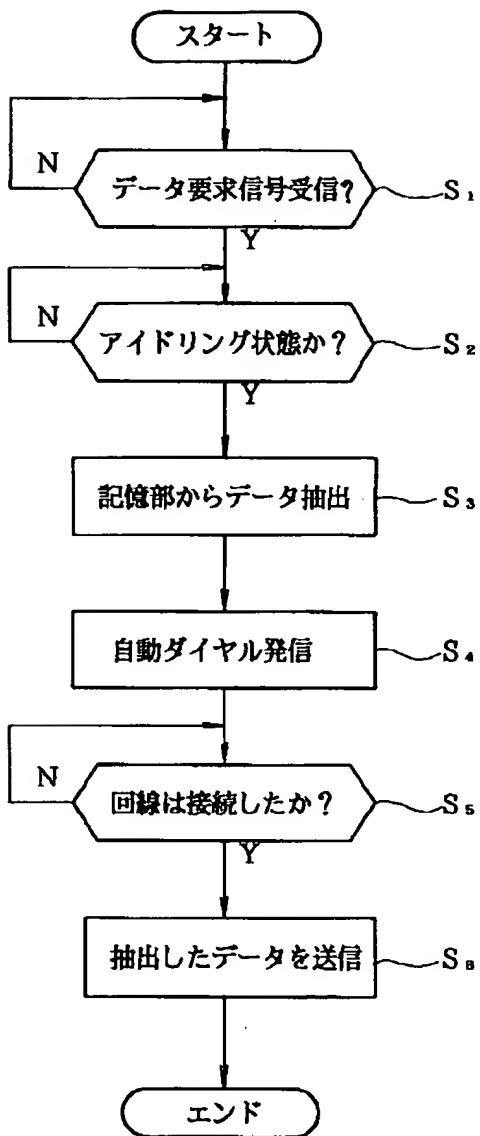 スタート
N
データ要求信号受信？ S₁
Y
N
アイドリング状態か？ S₂
Y
記憶部からデータ抽出 S₃
自動ダイヤル発信 S₄
N
回線は接続したか？ S₅
Y
抽出したデータを送信 S₆
エンド